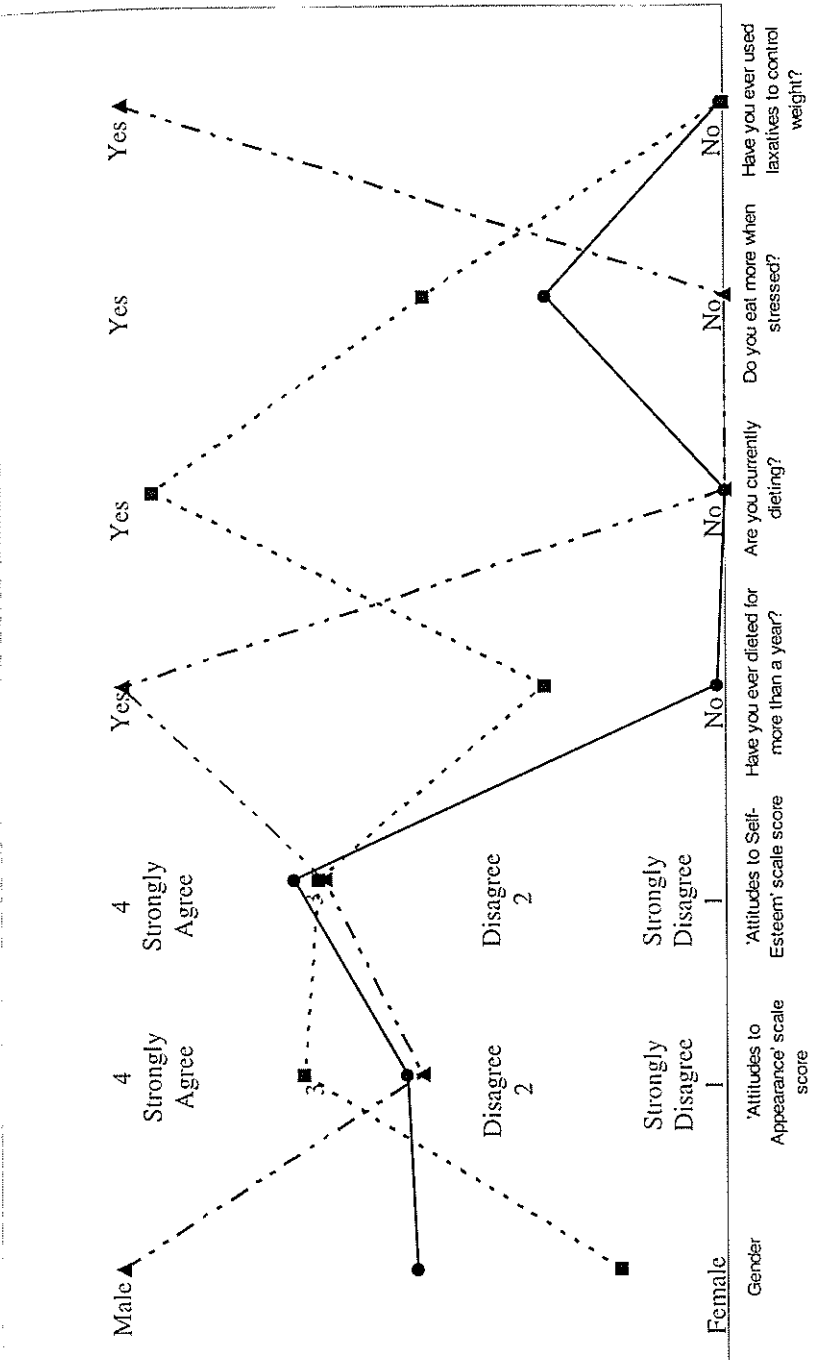 Male
Female
Gender
4
Strongly
Agree
3
Disagree
2
Strongly
Disagree
1
'Attitudes to
Appearance' scale
score
4
Strongly
Agree
3
Disagree
2
Strongly
Disagree
1
'Attitudes to Self-
Esteem' scale score
Yes
No
Have you ever dieted for
more than a year?
Yes
No
Are you currently
dieting?
Yes
No
Do you eat more when
stressed?
Yes
No
Have you ever used
laxatives to control
weight?